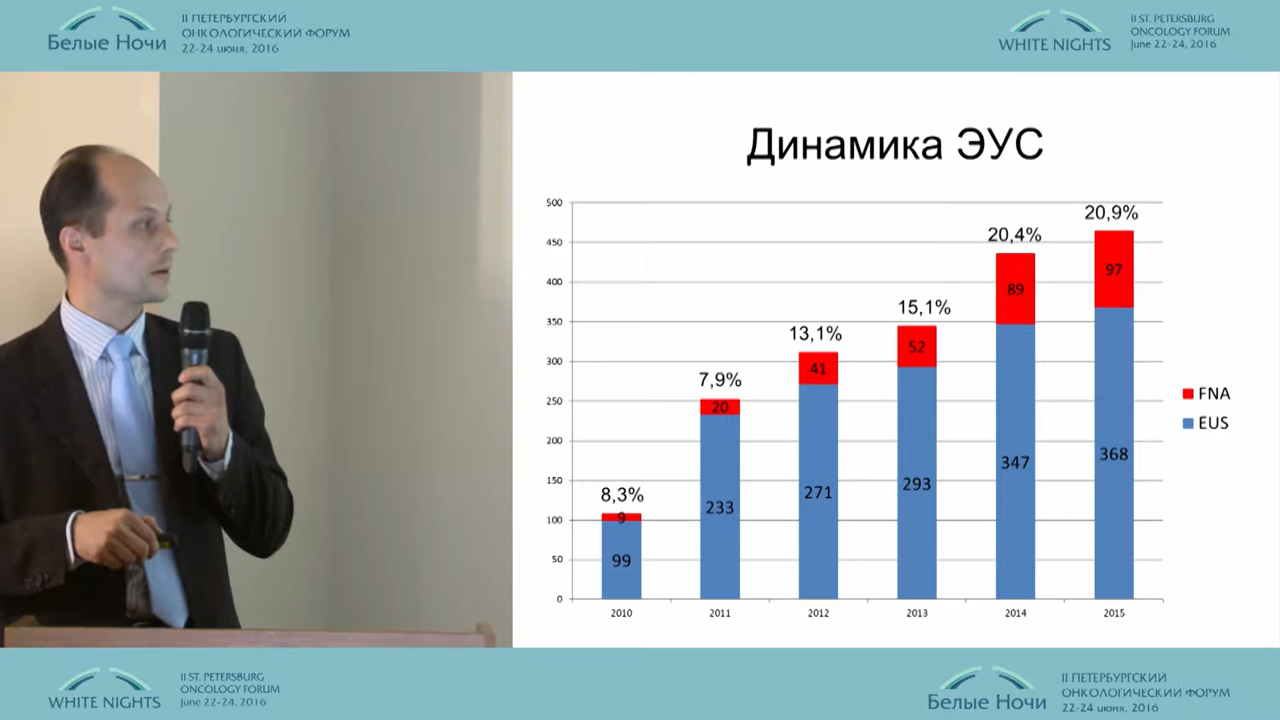 Белые Ночи
II ПЕТЕРБУРГСКИЙ
ОНКОЛОГИЧЕСКИЙ ФОРУМ
22-24 июня, 2016
WHITE NIGHTS
II ST. PETERSBURG
ONCOLOGY FORUM
June 22-24, 2016
Динамика ЭУС
500
450
400
350
300
250
200
150
100
50
0
8,3%
9
99
7,9%
20
233
13,1%
41
271
15,1%
52
293
20,4%
89
347
20,9%
97
368
2010
2011
2012
2013
2014
2015
FNA
EUS
WHITE NIGHTS
II ST. PETERSBURG
ONCOLOGY FORUM
June 22-24, 2016
Белые Ночи
II ПЕТЕРБУРГСКИЙ
ОНКОЛОГИЧЕСКИЙ ФОРУМ
22-24 июня, 2016